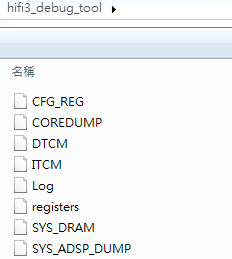 hifi3_debug_tool
名稱
CFG_REG
COREDUMP
DTCM
ITCM
Log
registers
SYS_DRAM
SYS_ADSP_DUMP